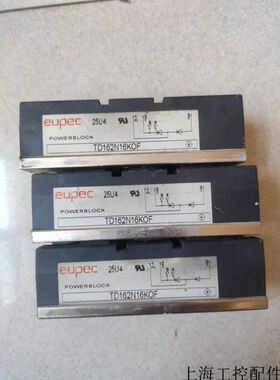 eupec 25U4
POWERBLOCK
TD162N16KOF
eupec 25U4
POWERBLOCK
TD162N16KOF
eupec 25U4
POWERBLOCK
TD162N16KOF
上海工控配件